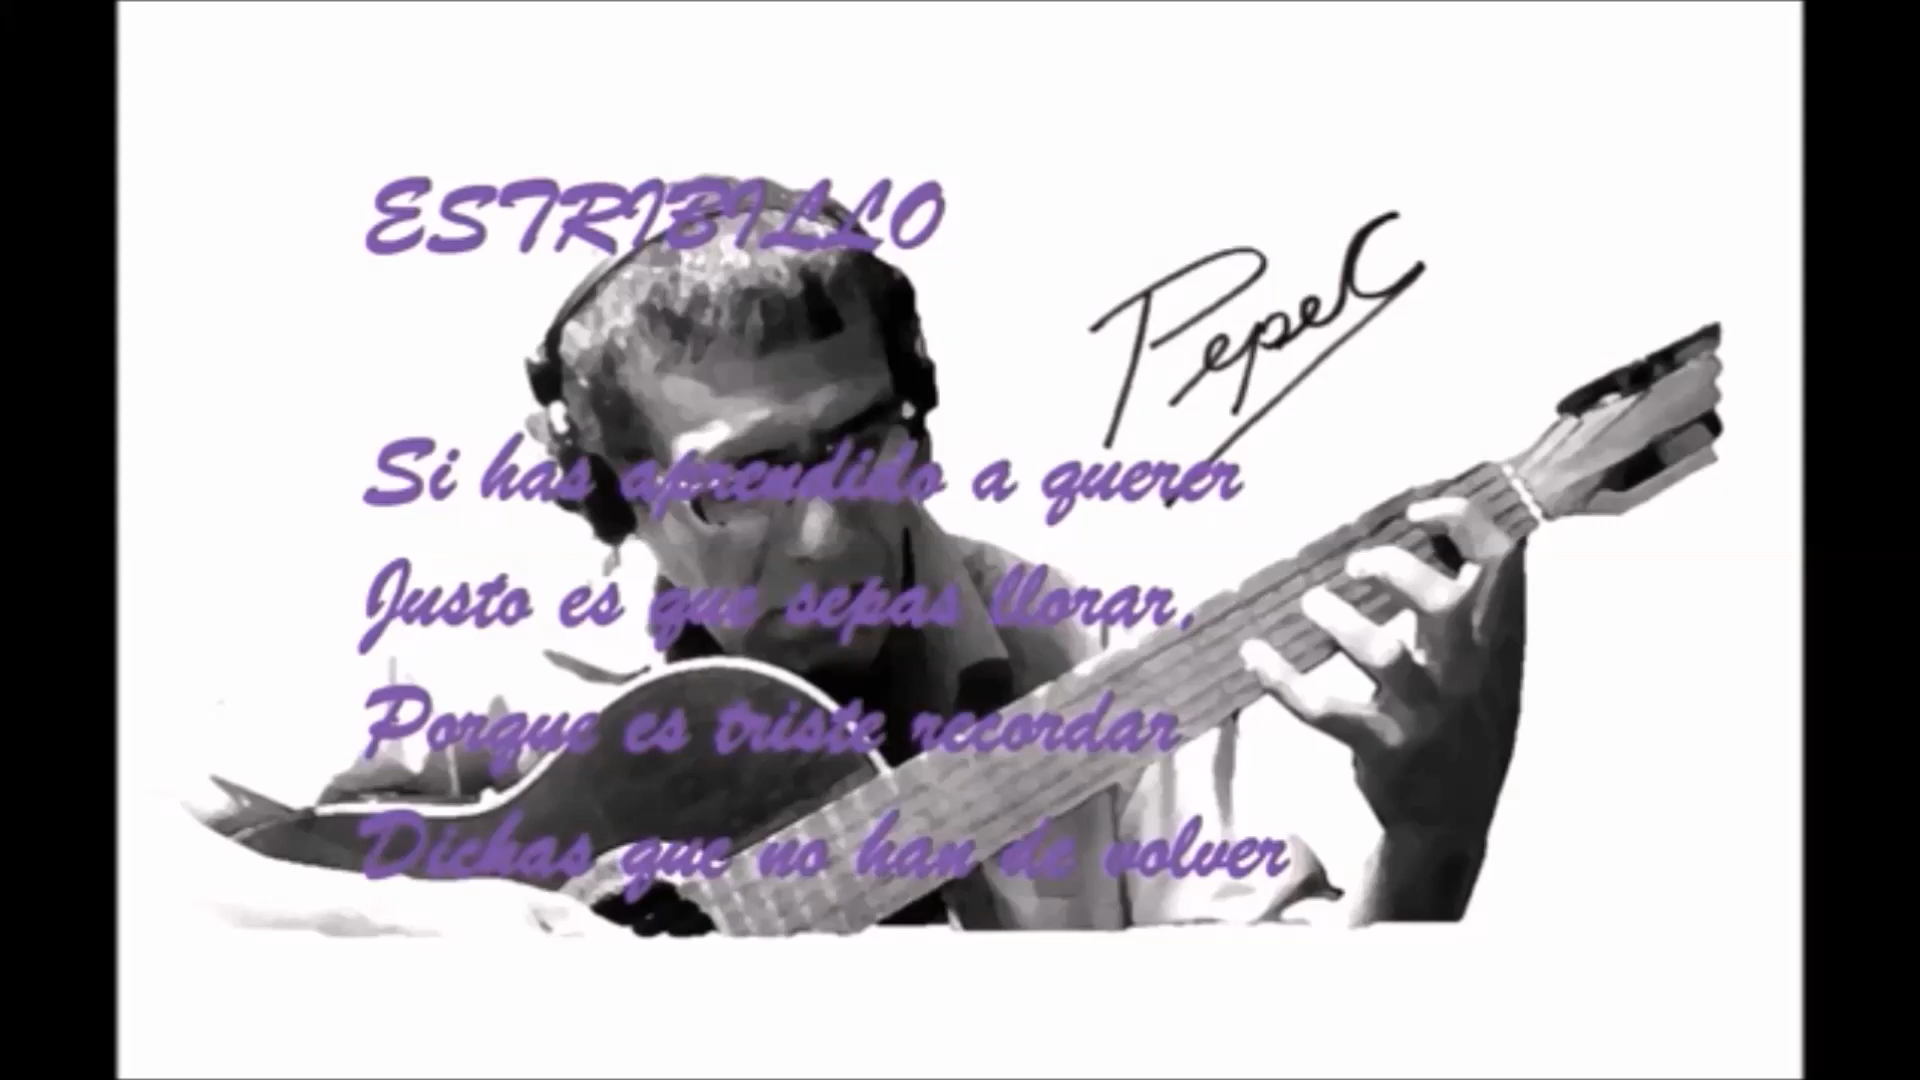 ESTRIBILLO
PepeC
Si has aprendido a querer
Justo es que sepas llorar,
Porque es triste recordar
Dichas que no han de volver